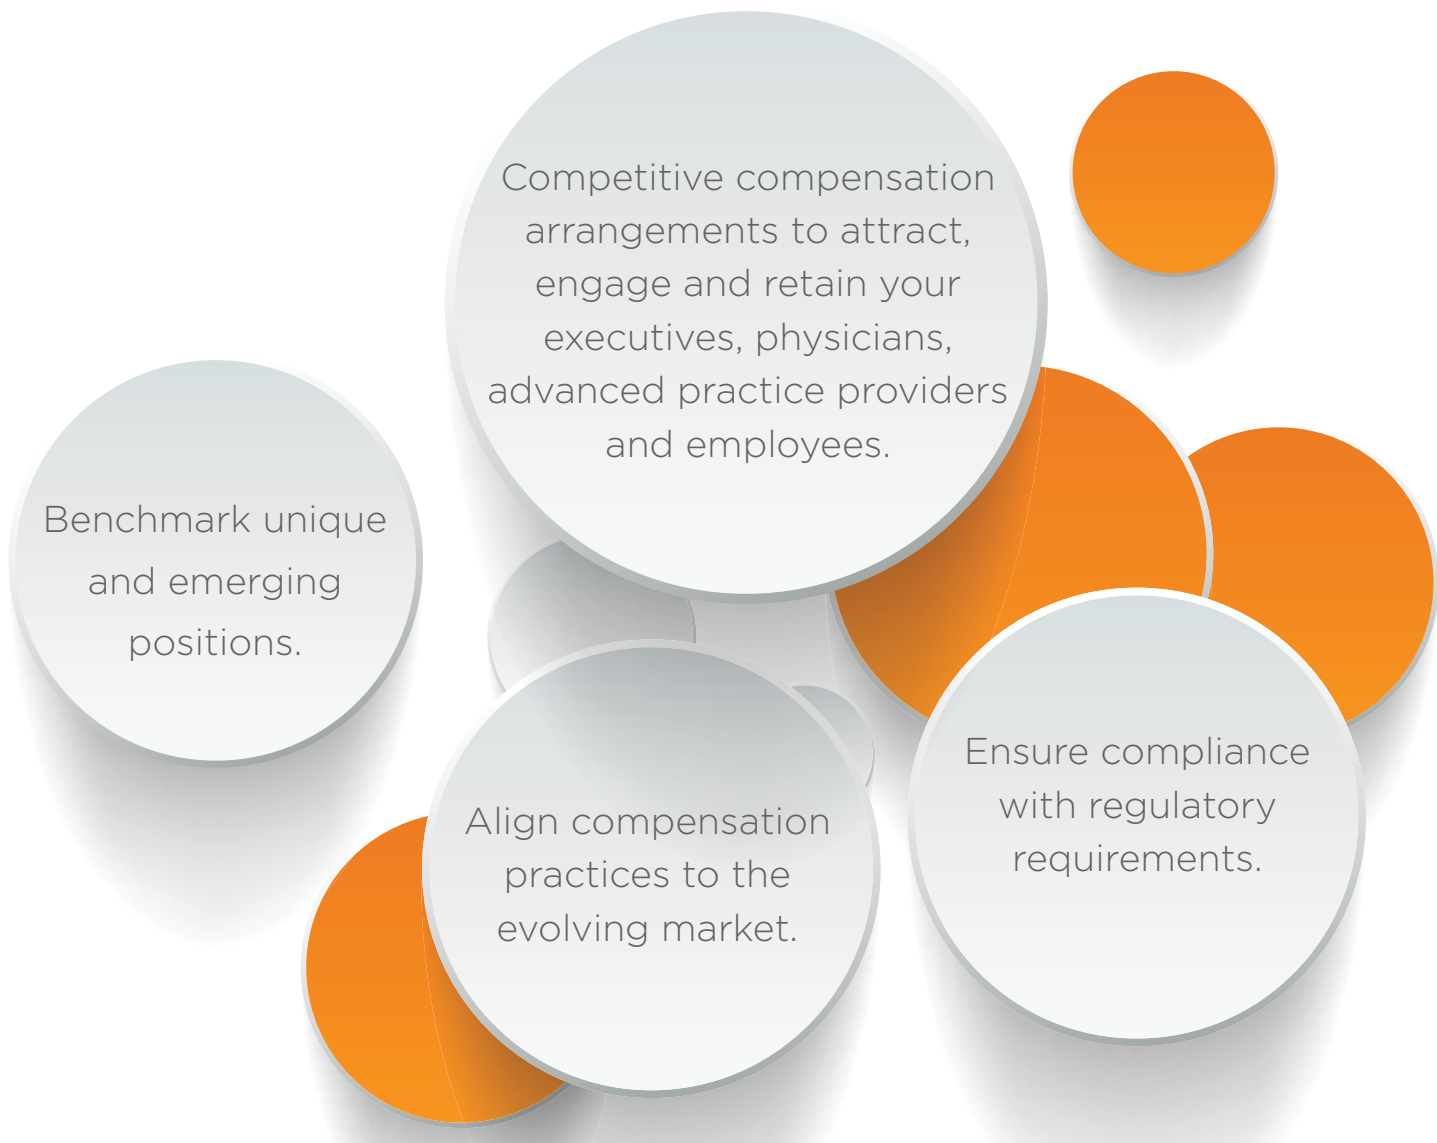 Competitive compensation
arrangements to attract,
engage and retain your
executives, physicians,
advanced practice providers
and employees.
Benchmark unique
and emerging
positions.
Align compensation
practices to the
evolving market.
Ensure compliance
with regulatory
requirements.